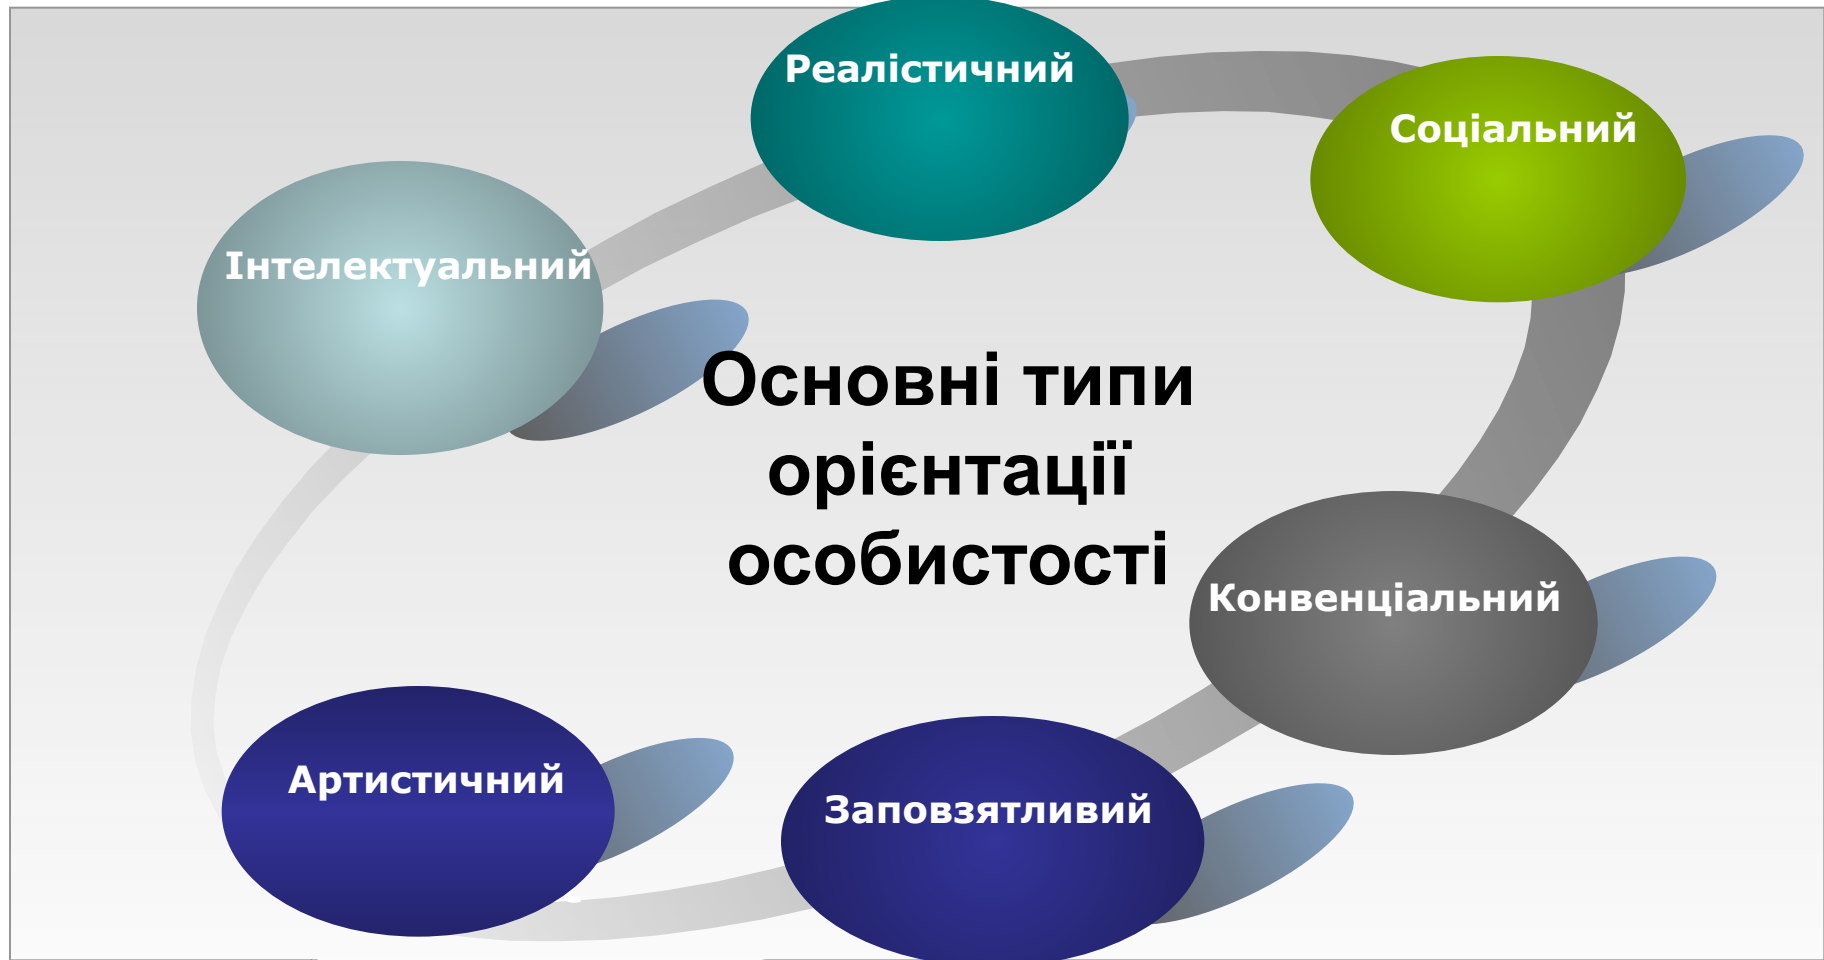 Реалістичний
Соціальний
Інтелектуальний
Основні типи
орієнтації
особистості
Конвенціальний
Артистичний
Заповзятливий